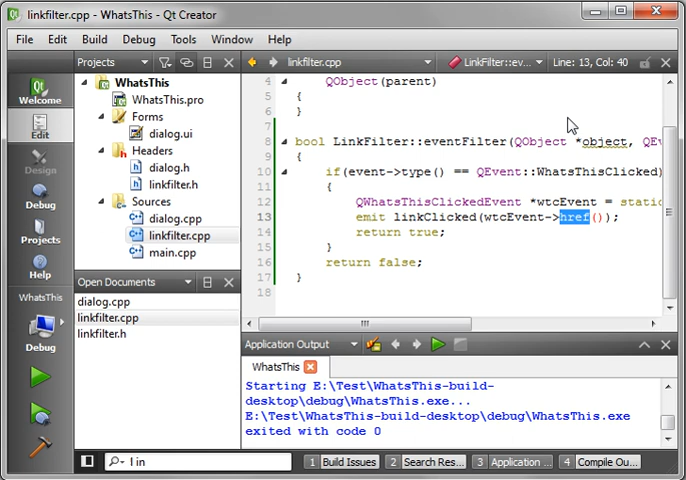 linkfilter.cpp - WhatsThis - Qt Creator
File Edit Build Debug Tools Window Help
Projects
linkfilter.cpp
LinkFilter::ev...
Line: 13, Col: 40
Welcome
Edit
Design
Debug
Projects
Help
WhatsThis
Debug
WhatsThis
WhatsThis.pro
Forms
dialog.ui
Headers
dialog.h
linkfilter.h
Sources
dialog.cpp
linkfilter.cpp
main.cpp
Open Documents
dialog.cpp
linkfilter.cpp
linkfilter.h
4 QObject(parent)
5 {
6 }
7
8 bool LinkFilter::eventFilter(QObject *object, QEv
9 {
10 if(event->type() == QEvent::WhatsThisClicked)
11 {
12 QWhatsThisClickedEvent *wtcEvent = static
13 emit linkClicked(wtcEvent->href());
14 return true;
15 }
16 return false;
17 }
18
Application Output
WhatsThis
Starting E:\Test\WhatsThis-build-
desktop\debug\WhatsThis.exe...
E:\Test\WhatsThis-build-desktop\debug\WhatsThis.exe
exited with code 0
l in
1 Build Issues 2 Search Res... 3 Application ... 4 Compile Ou...